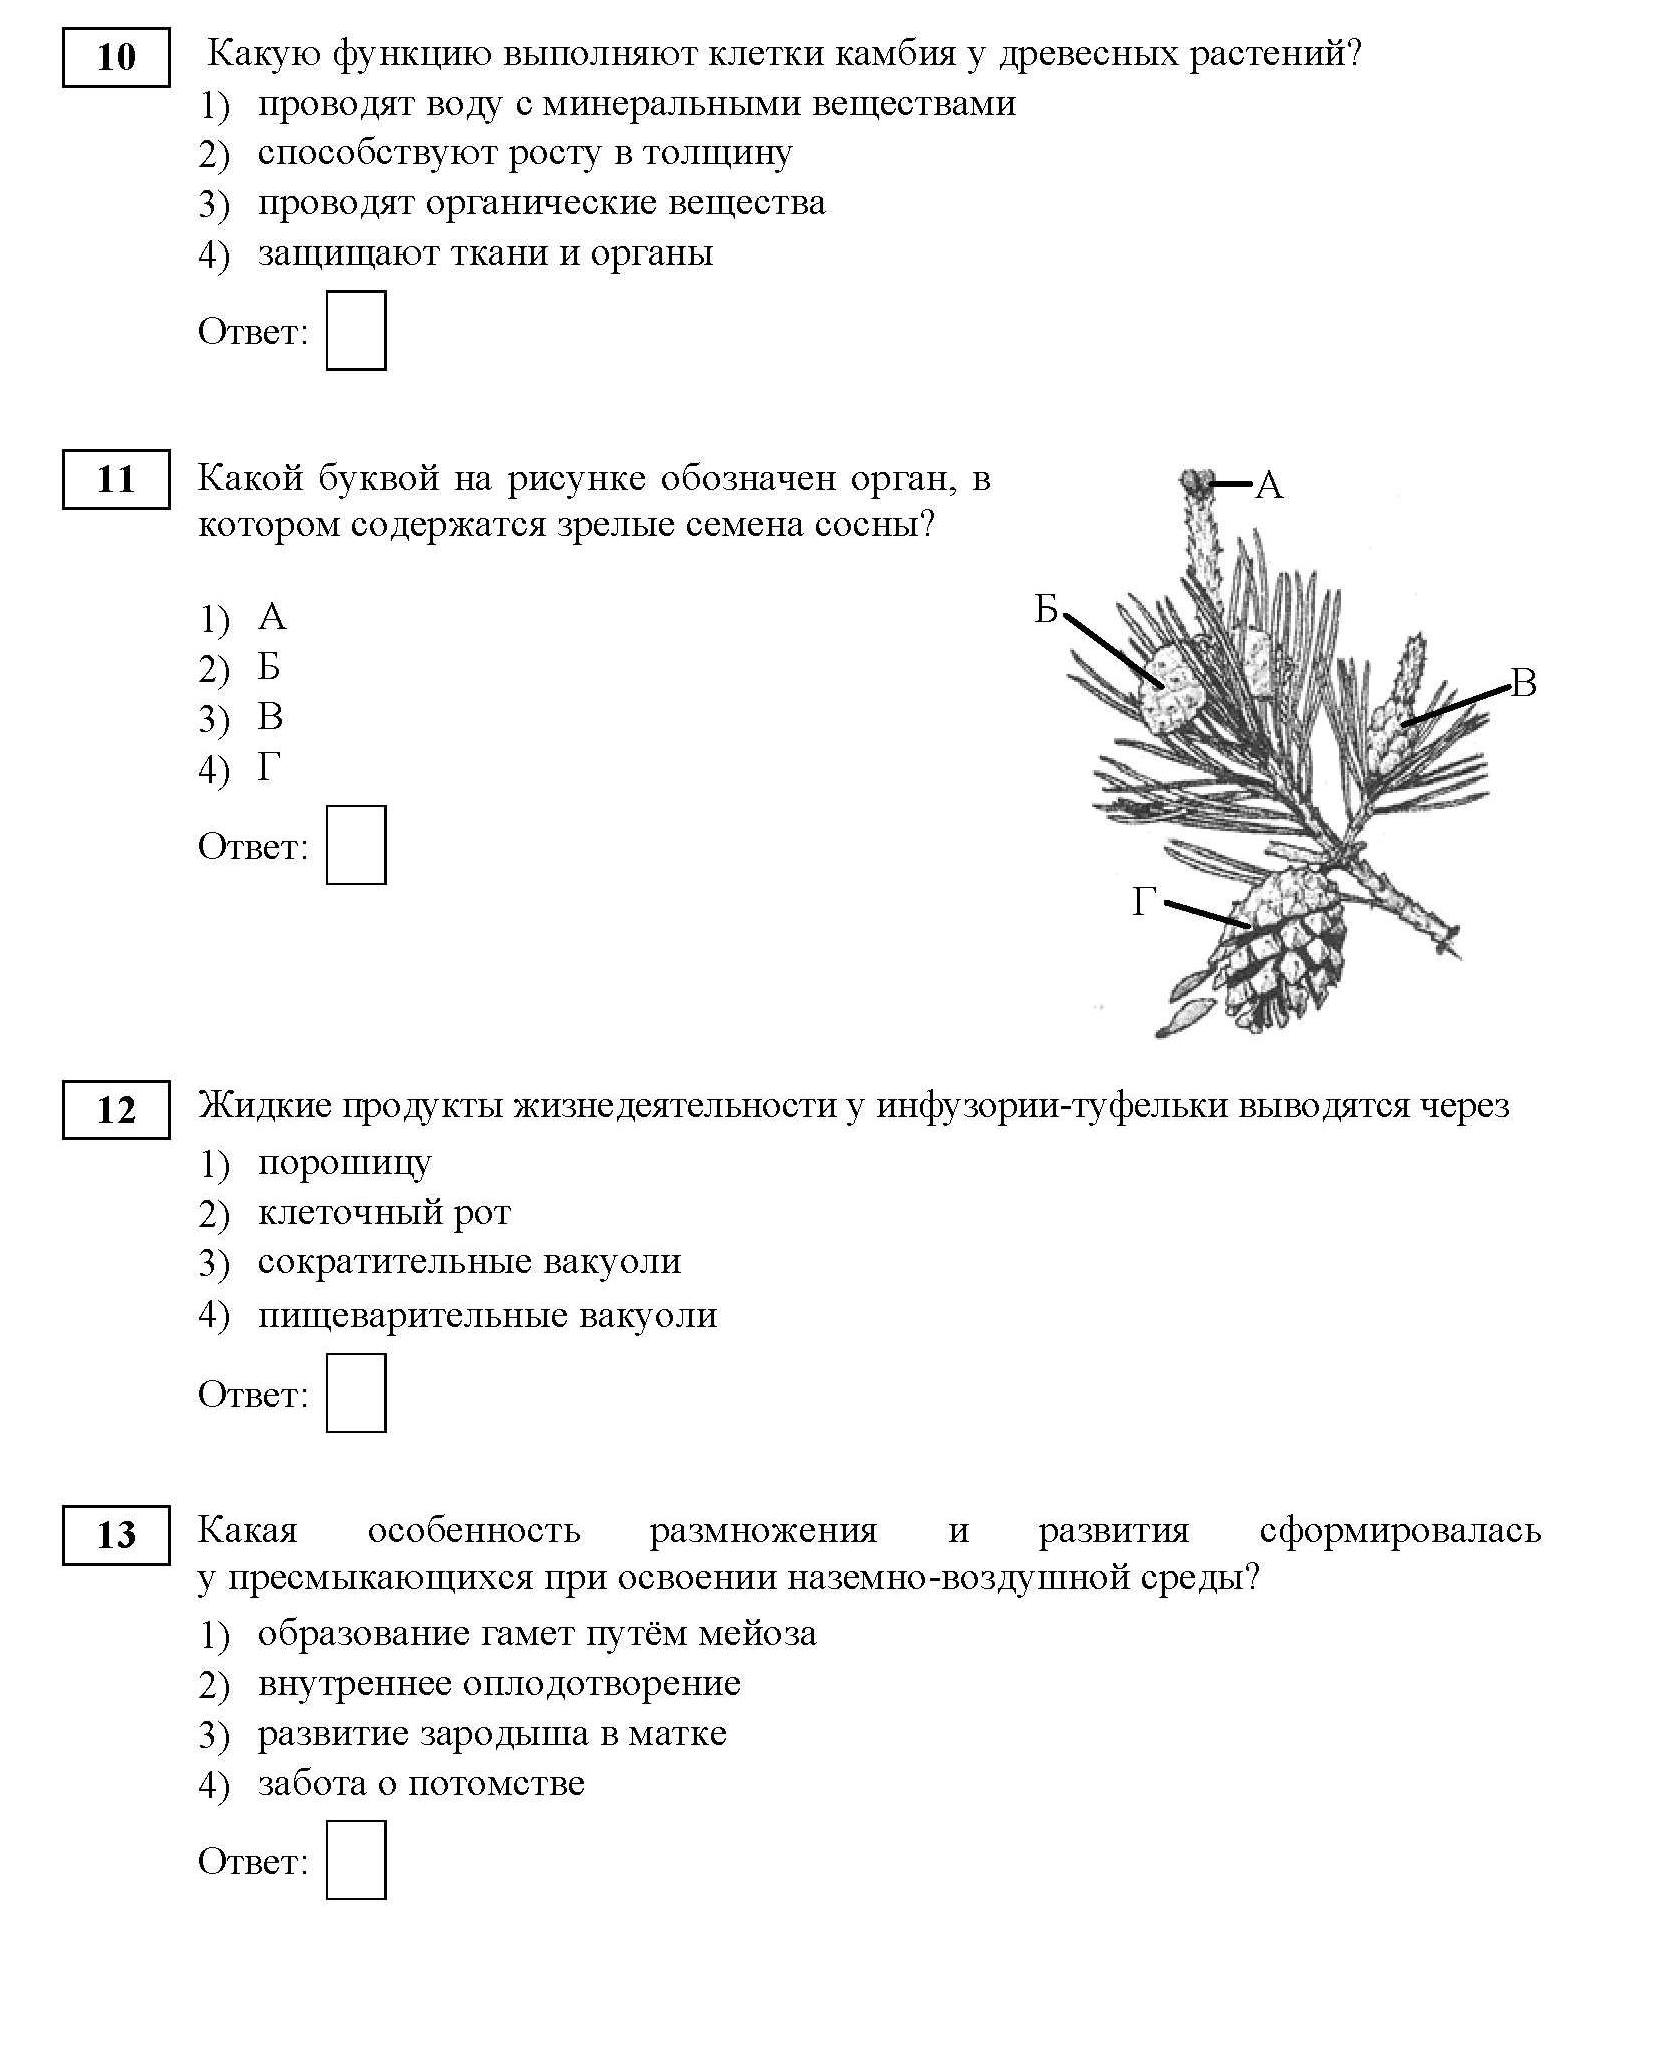 10 Какую функцию выполняют клетки камбия у древесных растений?
1) проводят воду с минеральными веществами
2) способствуют росту в толщину
3) проводят органические вещества
4) защищают ткани и органы
Ответ:
11 Какой буквой на рисунке обозначен орган, в
котором содержатся зрелые семена сосны?
1) А
2) Б
3) В
4) Г
Ответ:
А
Б
В
Г
12 Жидкие продукты жизнедеятельности у инфузории-туфельки выводятся через
1) порошицу
2) клеточный рот
3) сократительные вакуоли
4) пищеварительные вакуоли
Ответ:
13 Какая особенность размножения и развития сформировалась
у пресмыкающихся при освоении наземно-воздушной среды?
1) образование гамет путём мейоза
2) внутреннее оплодотворение
3) развитие зародыша в матке
4) забота о потомстве
Ответ: